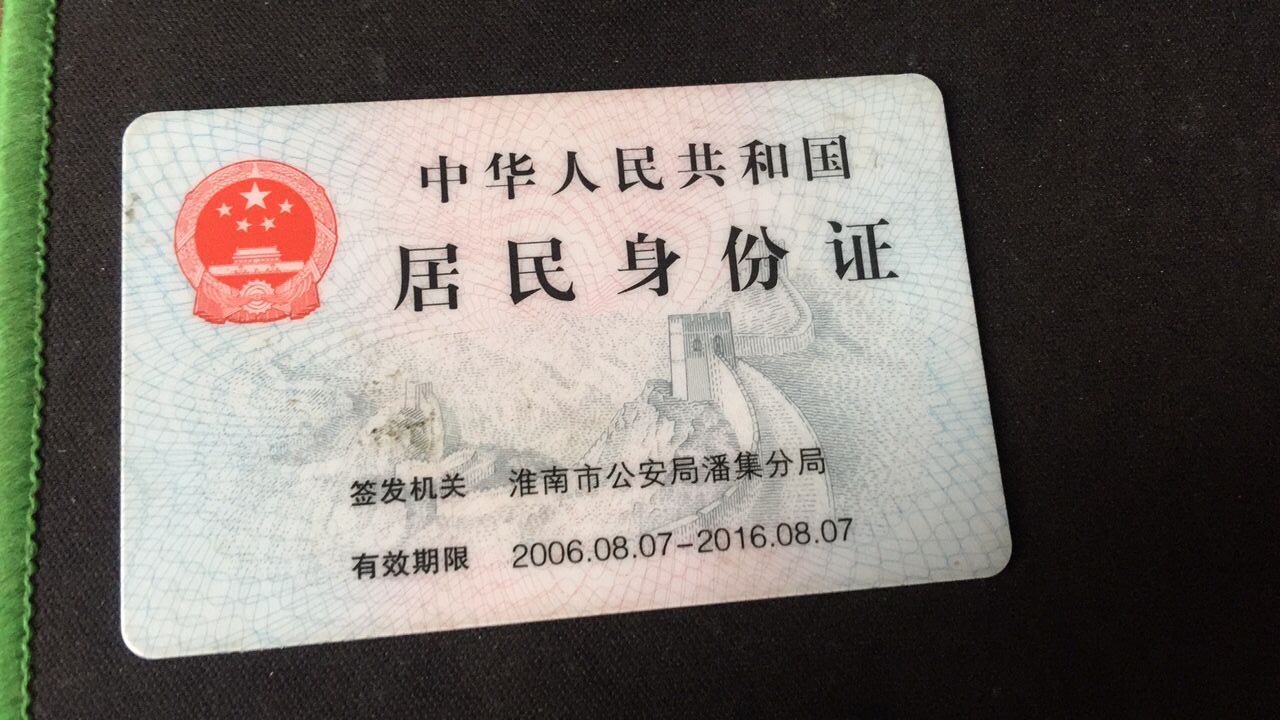 中华人民共和国
居民身份证
签发机关 淮南市公安局潘集分局
有效期限 2006.08.07-2016.08.07